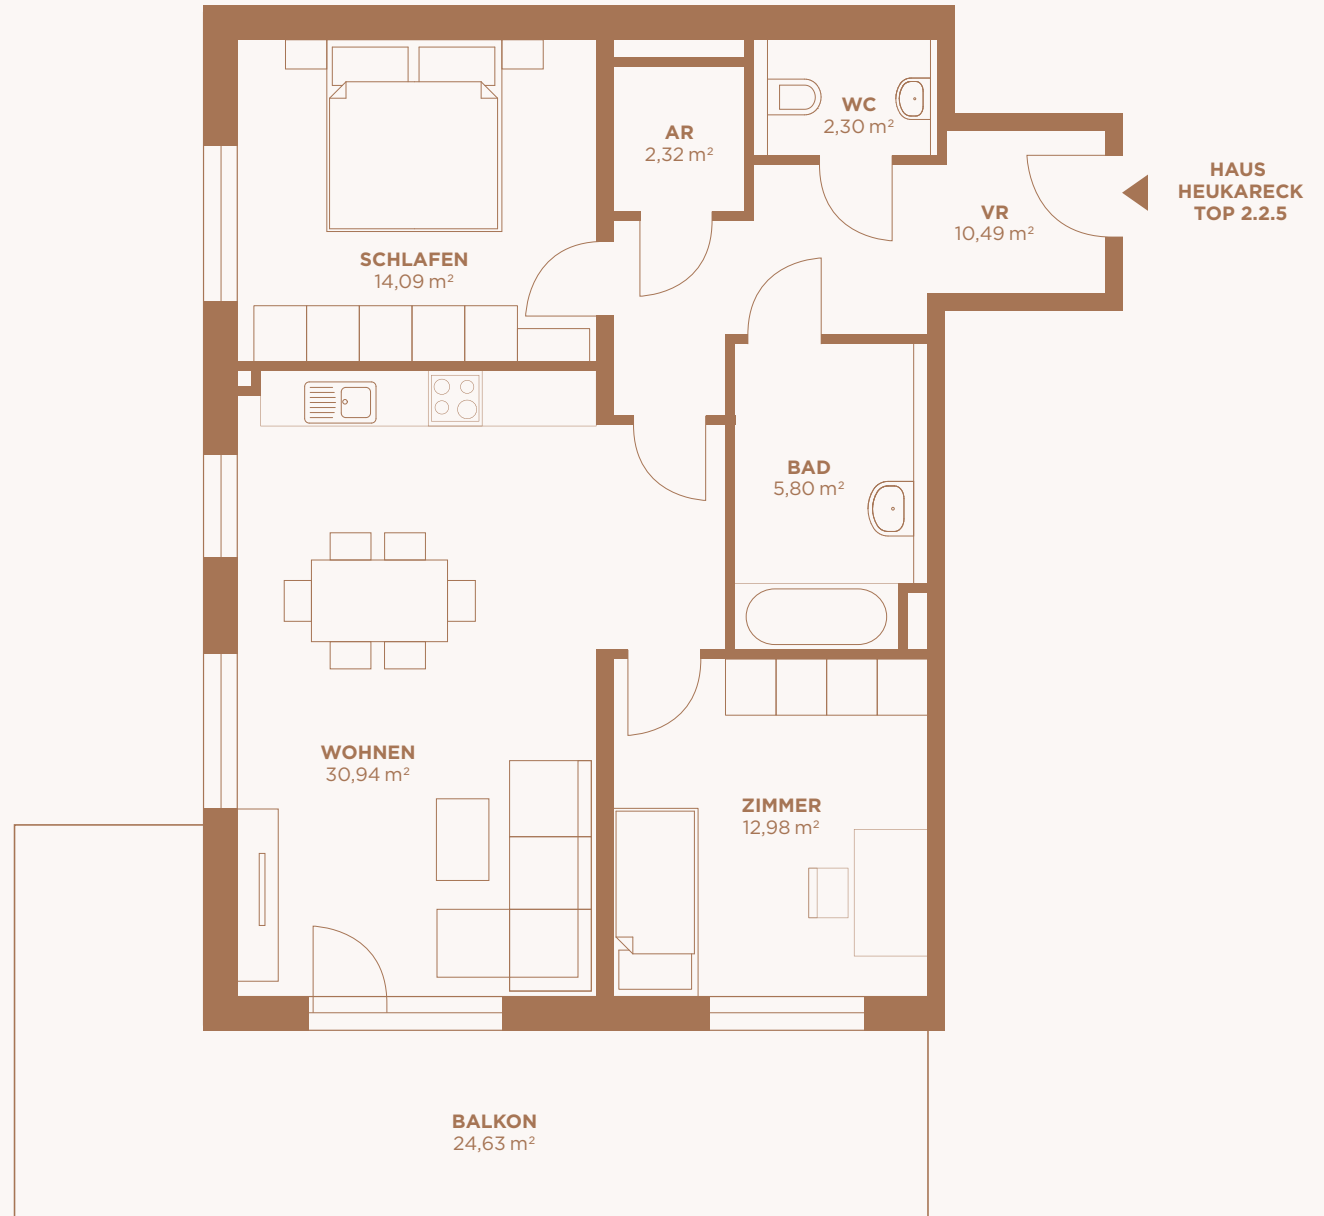 WC
2,30 m²
AR
2,32 m²
HAUS
HEUKARECK
TOP 2.2.5
VR
10,49 m²
SCHLAFEN
14,09 m²
BAD
5,80 m²
WOHNEN
30,94 m²
ZIMMER
12,98 m²
BALKON
24,63 m²